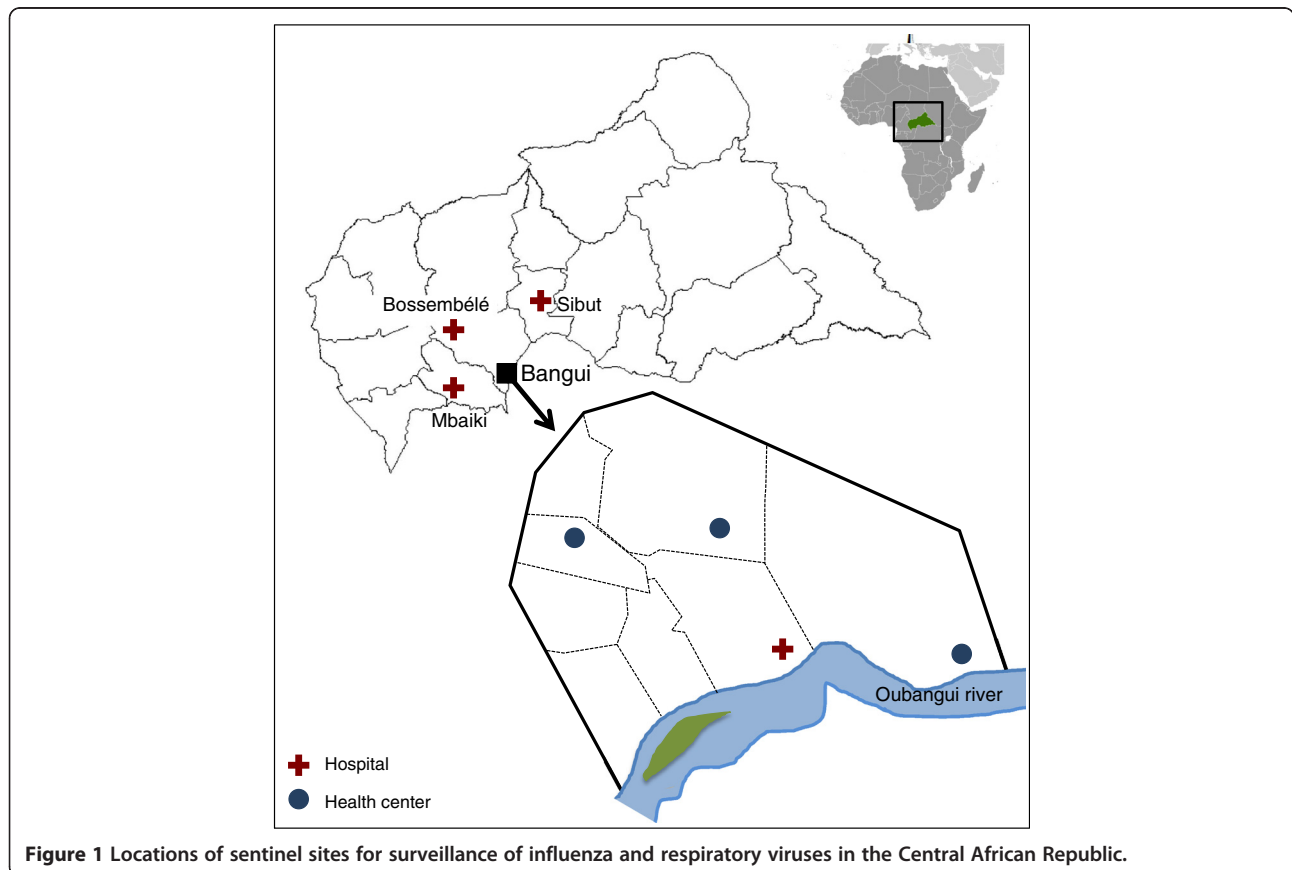 Bossembélé
Sibut
Bangui
Mbaiki
Oubangui river
Hospital
Health center
Figure 1 Locations of sentinel sites for surveillance of influenza and respiratory viruses in the Central African Republic.